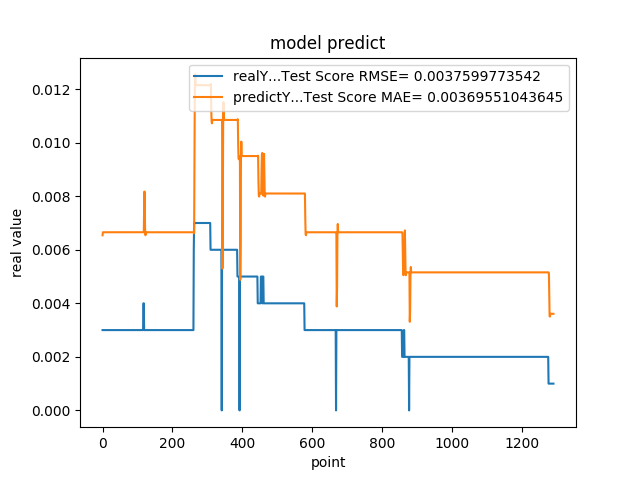 model predict
realY...Test Score RMSE= 0.0037599773542
predictY...Test Score MAE= 0.00369551043645
0.012
0.010
0.008
0.006
0.004
0.002
0.000
real value
0 200 400 600 800 1000 1200
point